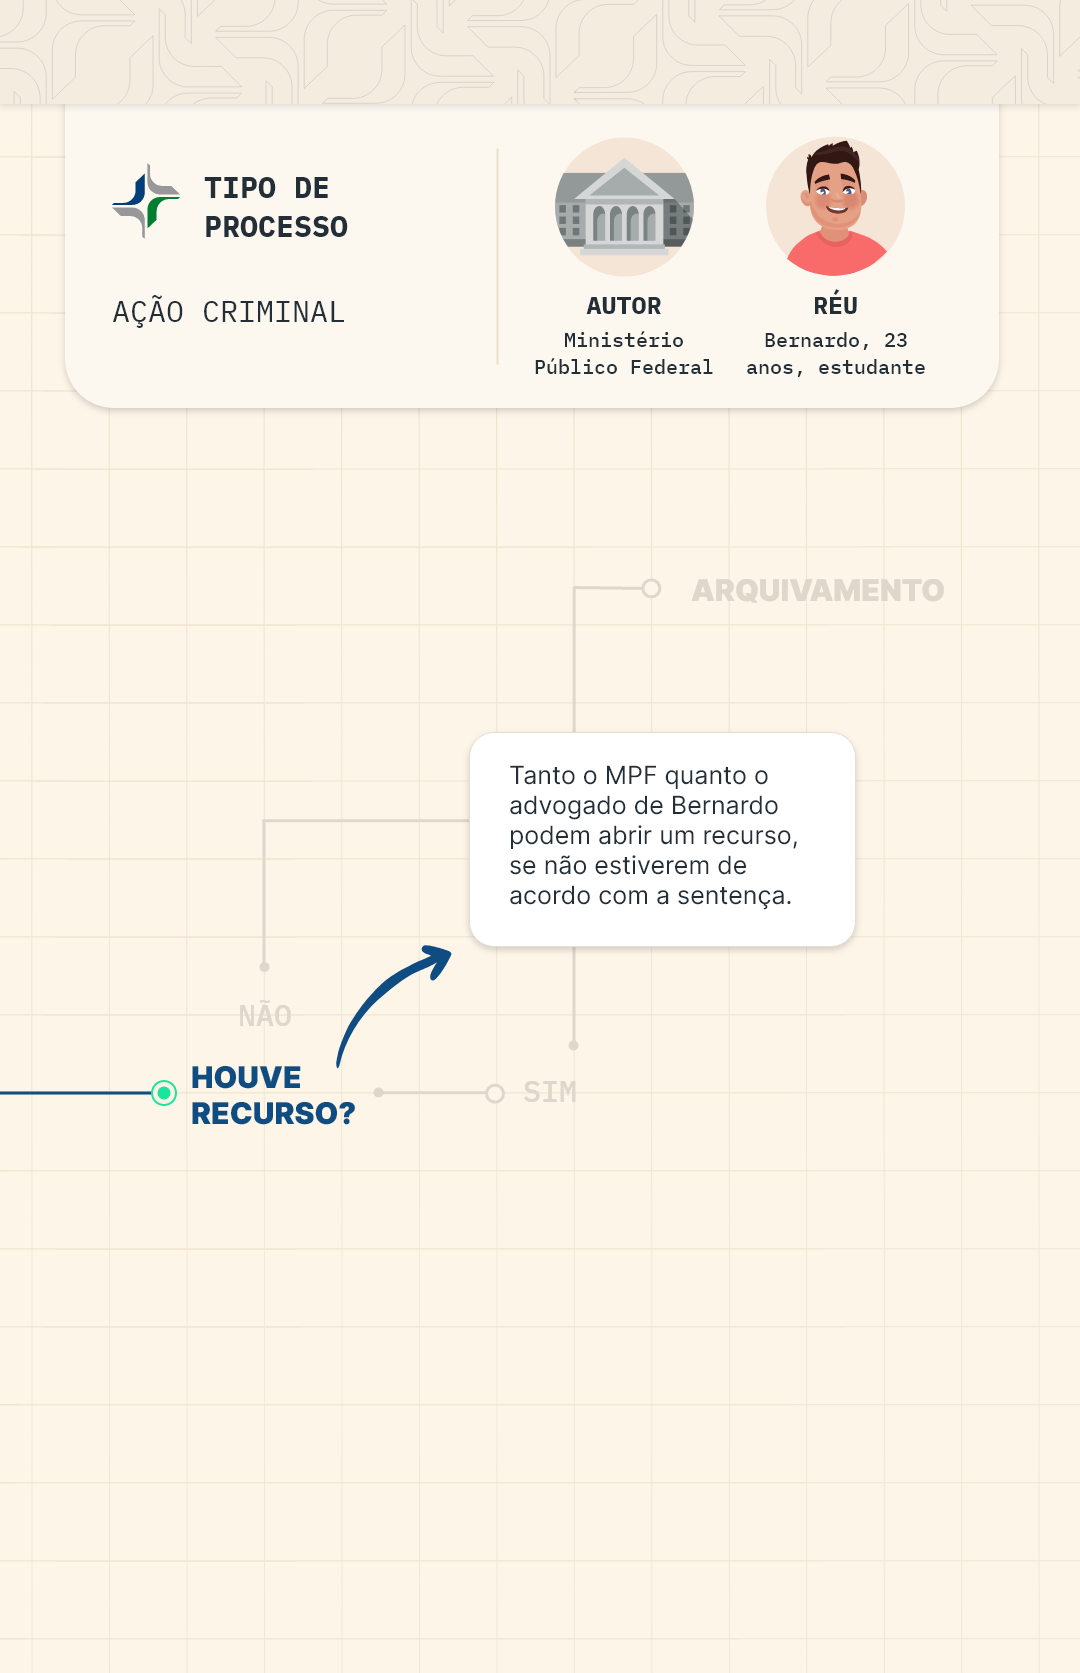 TIPO DE
PROCESSO
AÇÃO CRIMINAL
AUTOR
Ministério
Público Federal
RÉU
Bernardo, 23
anos, estudante
ARQUIVAMENTO
Tanto o MPF quanto o
advogado de Bernardo
podem abrir um recurso,
se não estiverem de
acordo com a sentença.
NÃO
HOUVE
RECURSO?
SIM